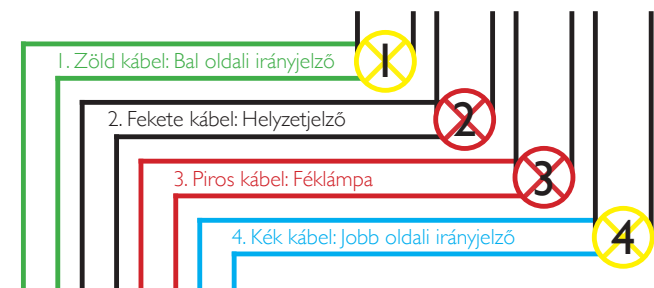 1. Zöld kábel: Bal oldali irányjelző
1
2. Fekete kábel: Helyzetjelző
2
3. Piros kábel: Féklámpa
3
4. Kék kábel: Jobb oldali irányjelző
4